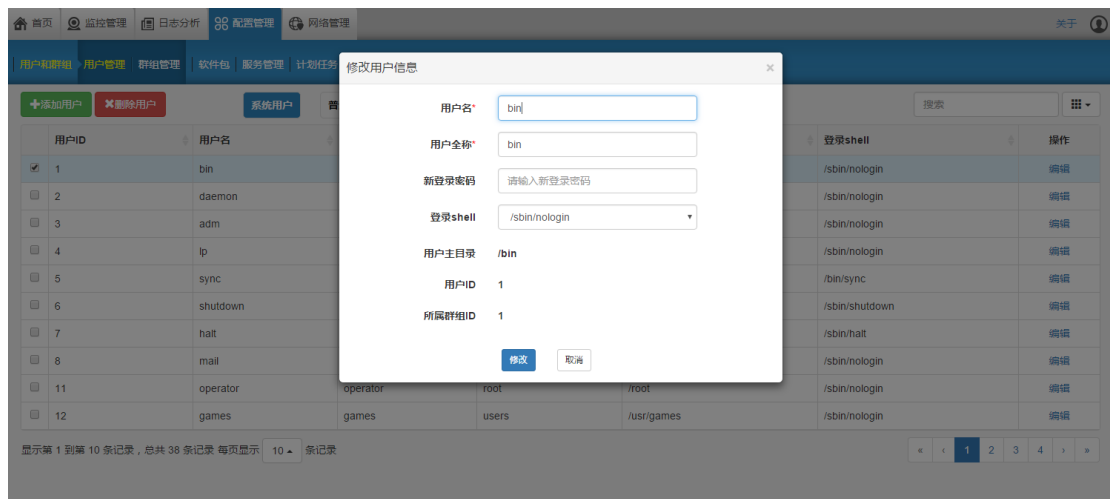 首页 监控管理 日志分析 配置管理 网络管理 关于
用户和群组 用户管理 群组管理 软件包 服务管理 计划任务
修改用户信息 ×
添加用户 删除用户 系统用户 普 搜索
用户名* bin
用户全称* bin
新登录密码 请输入新登录密码
登录shell /sbin/nologin
用户主目录 /bin
用户ID 1
所属群组ID 1
修改 取消
用户ID 用户名 登录shell 操作
1 bin /sbin/nologin 编辑
2 daemon /sbin/nologin 编辑
3 adm /sbin/nologin 编辑
4 lp /sbin/nologin 编辑
5 sync /bin/sync 编辑
6 shutdown /sbin/shutdown 编辑
7 halt /sbin/halt 编辑
8 mail /sbin/nologin 编辑
11 operator operator root /root /sbin/nologin 编辑
12 games games users /usr/games /sbin/nologin 编辑
显示第 1 到第 10 条记录，总共 38 条记录 每页显示 10 条记录 « ‹ 1 2 3 4 › »